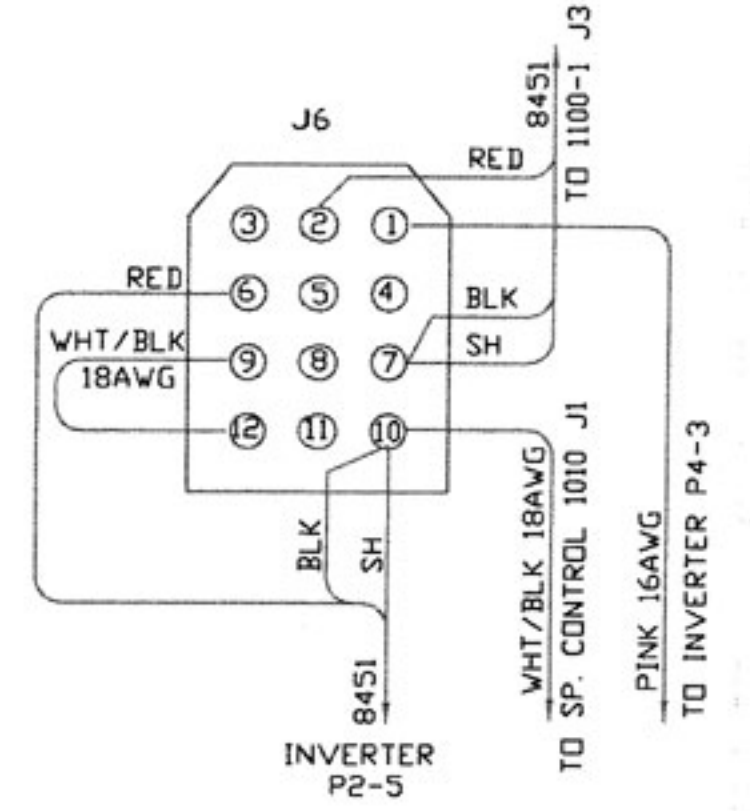 J6
RED
8451
TO 1100-1 J3
3 2 1
RED
6 5 4
BLK
WHT/BLK
18AWG
9 8 7
SH
12 11 10
BLK
SH
8451
INVERTER
P2-5
WHT/BLK 18AWG
TO SP. CONTROL 1010 J1
PINK 16AWG
TO INVERTER P4-3